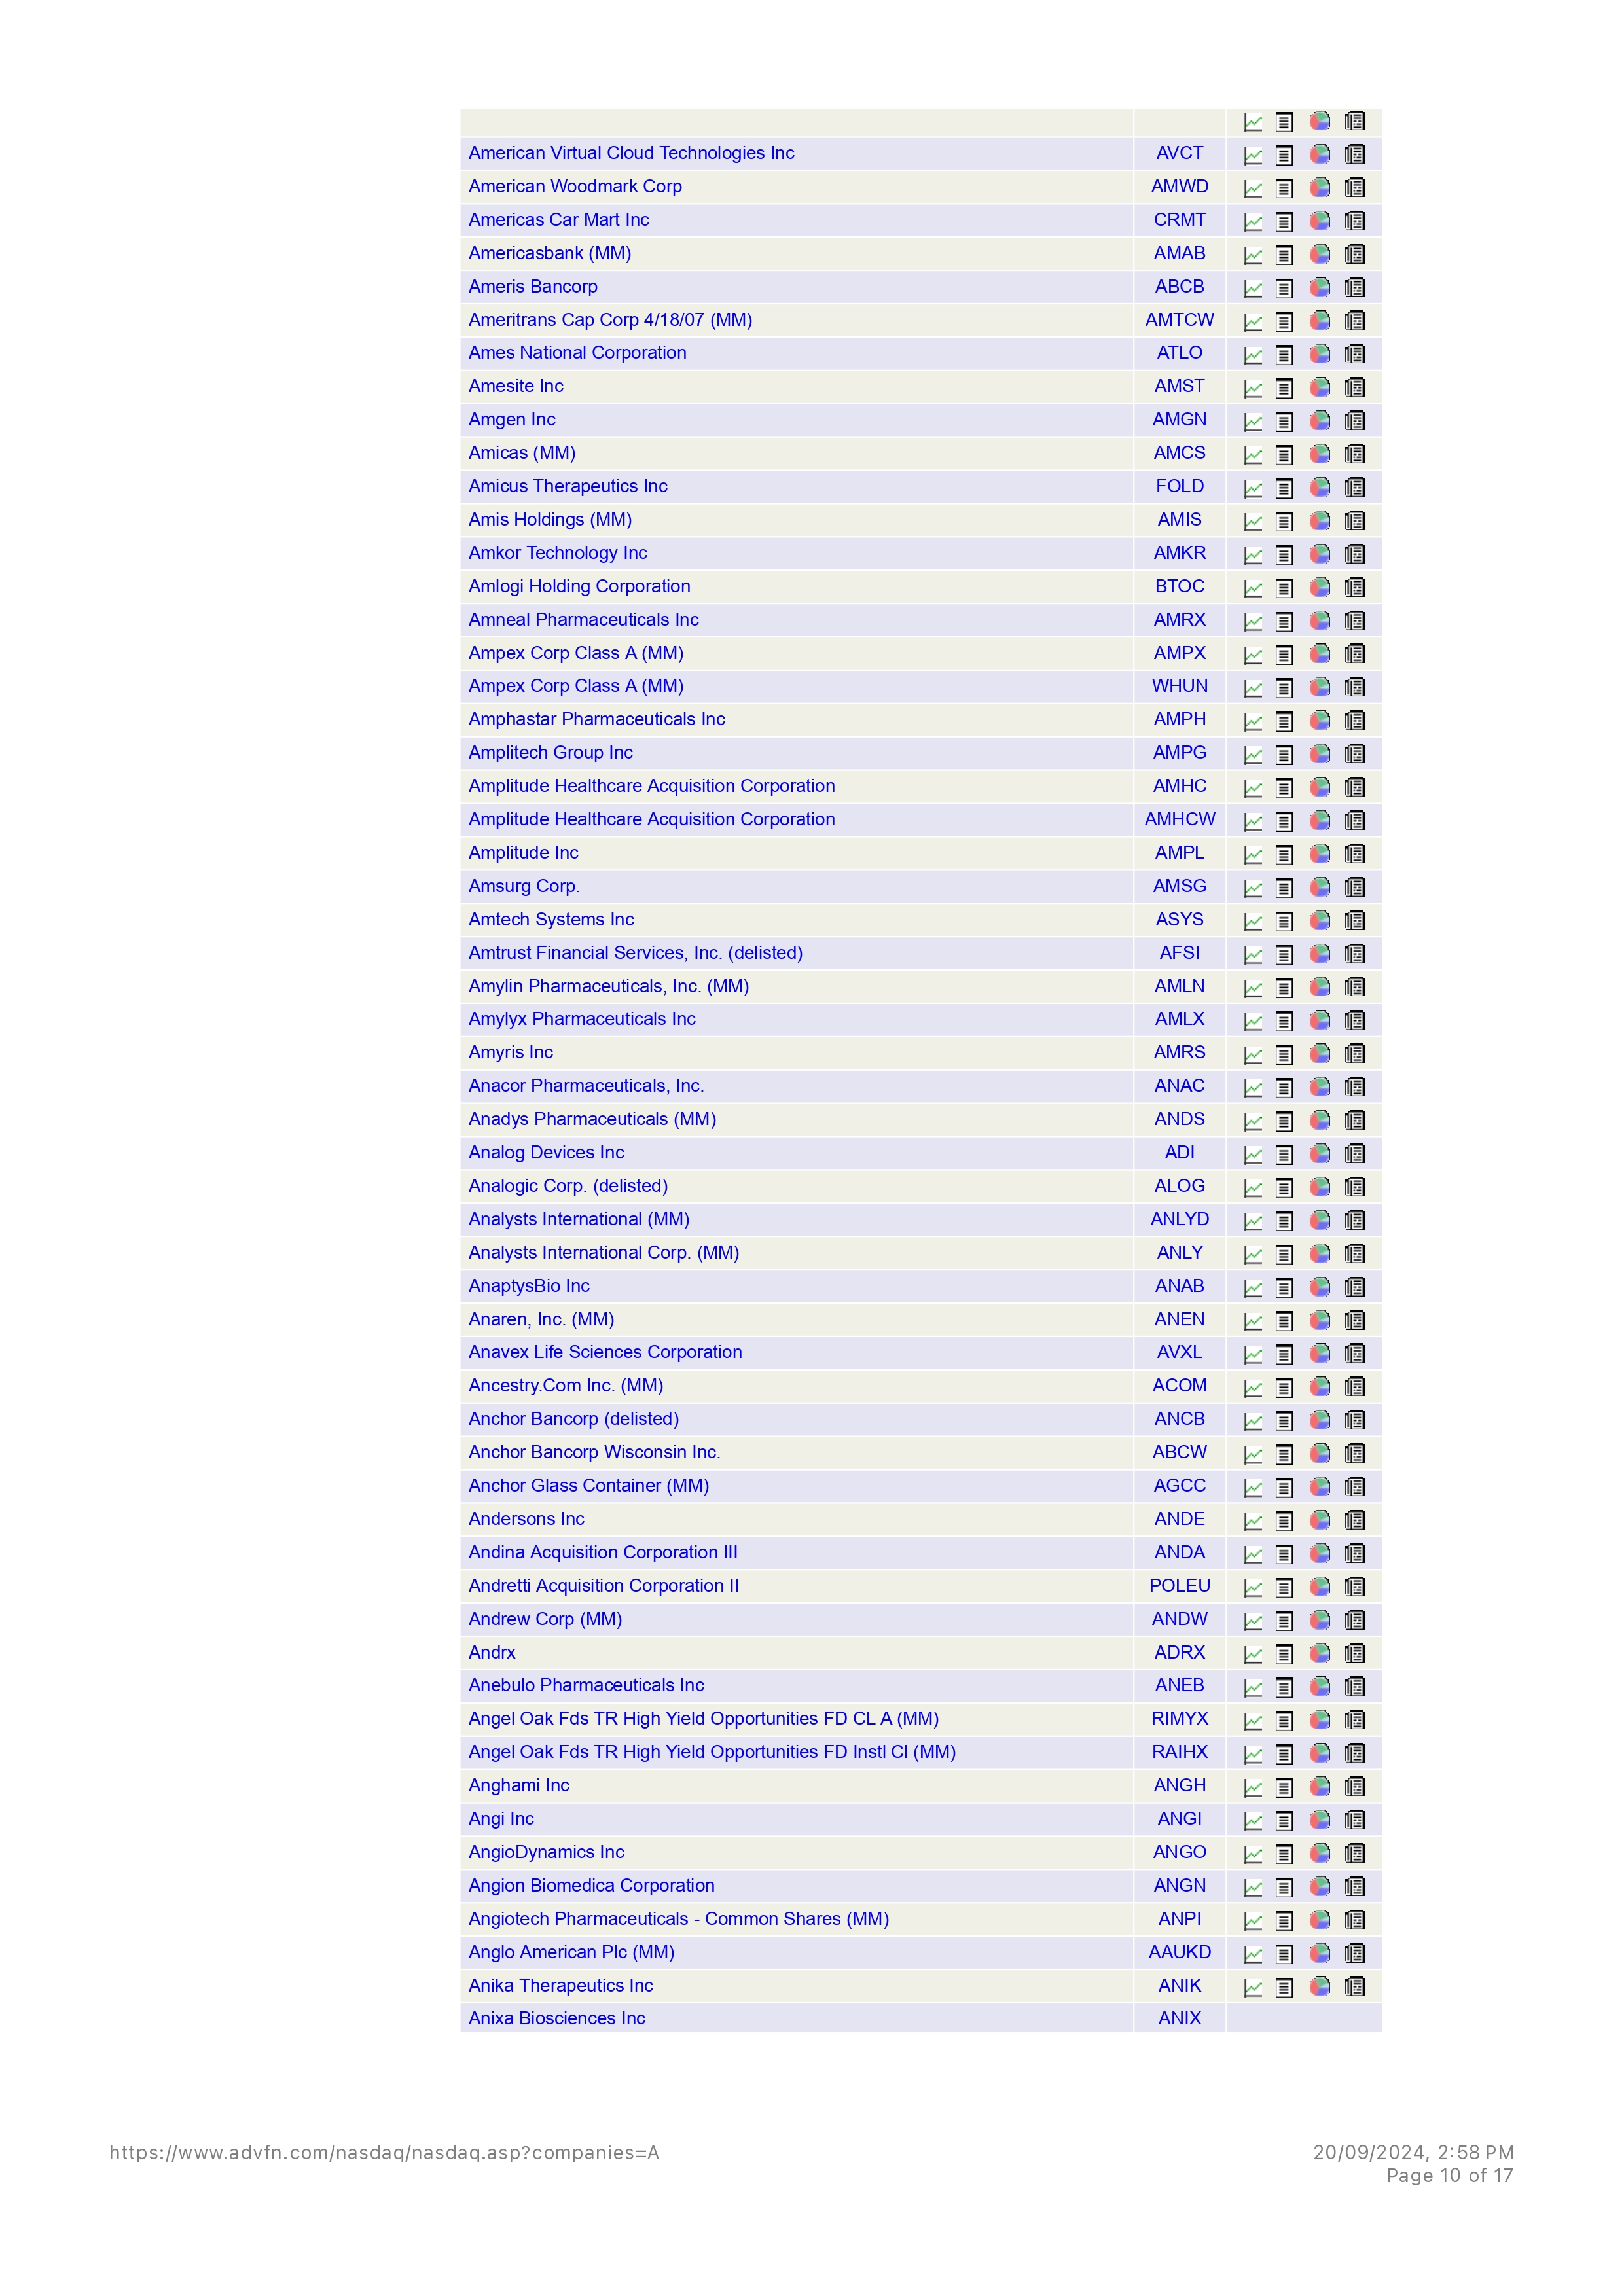 American Virtual Cloud Technologies Inc AVCT
American Woodmark Corp AMWD
Americas Car Mart Inc CRMT
Americasbank (MM) AMAB
Ameris Bancorp ABCB
Ameritrans Cap Corp 4/18/07 (MM) AMTCW
Ames National Corporation ATLO
Amesite Inc AMST
Amgen Inc AMGN
Amicas (MM) AMCS
Amicus Therapeutics Inc FOLD
Amis Holdings (MM) AMIS
Amkor Technology Inc AMKR
Amlogi Holding Corporation BTOC
Amneal Pharmaceuticals Inc AMRX
Ampex Corp Class A (MM) AMPX
Ampex Corp Class A (MM) WHUN
Amphastar Pharmaceuticals Inc AMPH
Amplitech Group Inc AMPG
Amplitude Healthcare Acquisition Corporation AMHC
Amplitude Healthcare Acquisition Corporation AMHCW
Amplitude Inc AMPL
Amsurg Corp. AMSG
Amtech Systems Inc ASYS
Amtrust Financial Services, Inc. (delisted) AFSI
Amylin Pharmaceuticals, Inc. (MM) AMLN
Amylyx Pharmaceuticals Inc AMLX
Amyris Inc AMRS
Anacor Pharmaceuticals, Inc. ANAC
Anadys Pharmaceuticals (MM) ANDS
Analog Devices Inc ADI
Analogic Corp. (delisted) ALOG
Analysts International (MM) ANLYD
Analysts International Corp. (MM) ANLY
AnaptysBio Inc ANAB
Anaren, Inc. (MM) ANEN
Anavex Life Sciences Corporation AVXL
Ancestry.Com Inc. (MM) ACOM
Anchor Bancorp (delisted) ANCB
Anchor Bancorp Wisconsin Inc. ABCW
Anchor Glass Container (MM) AGCC
Andersons Inc ANDE
Andina Acquisition Corporation III ANDA
Andretti Acquisition Corporation II POLEU
Andrew Corp (MM) ANDW
Andrx ADRX
Anebulo Pharmaceuticals Inc ANEB
Angel Oak Fds TR High Yield Opportunities FD CL A (MM) RIMYX
Angel Oak Fds TR High Yield Opportunities FD Instl Cl (MM) RAIHX
Anghami Inc ANGH
Angi Inc ANGI
AngioDynamics Inc ANGO
Angion Biomedica Corporation ANGN
Angiotech Pharmaceuticals - Common Shares (MM) ANPI
Anglo American Plc (MM) AAUKD
Anika Therapeutics Inc ANIK
Anixa Biosciences Inc ANIX
https://www.advfn.com/nasdaq/nasdaq.asp?companies=A 20/09/2024, 2:58 PM
Page 10 of 17